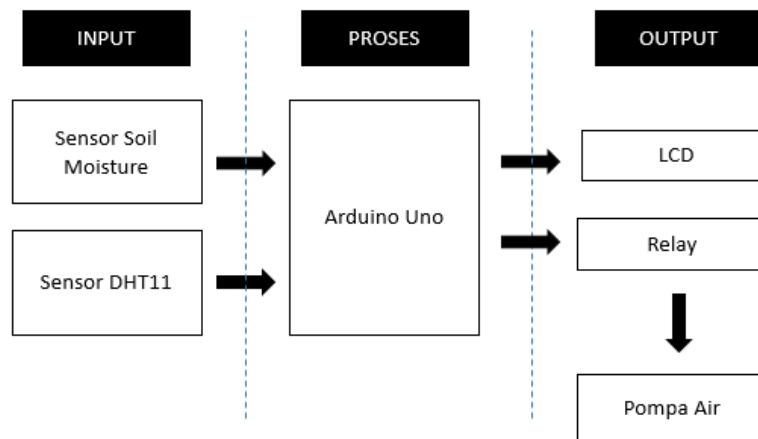 INPUT
PROSES
OUTPUT
Sensor Soil
Moisture
Sensor DHT11
Arduino Uno
LCD
Relay
Pompa Air